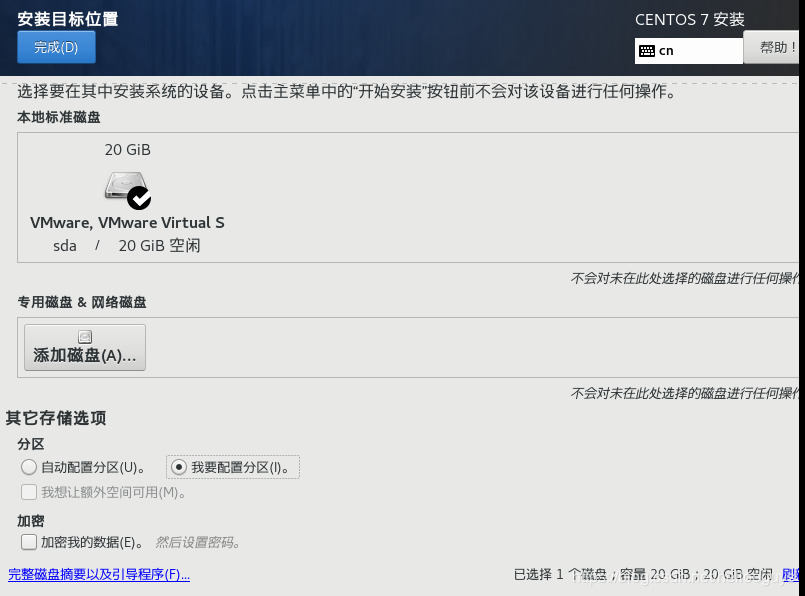 安装目标位置
CENTOS 7 安装
完成(D)
cn
帮助！
选择要在其中安装系统的设备。点击主菜单中的“开始安装”按钮前不会对该设备进行任何操作。
本地标准磁盘
20 GiB
VMware, VMware Virtual S
sda / 20 GiB 空闲
不会对未在此处选择的磁盘进行任何操作
专用磁盘 & 网络磁盘
添加磁盘(A)...
不会对未在此处选择的磁盘进行任何操作
其它存储选项
分区
自动配置分区(U)。 我要配置分区(I)。
我想让额外空间可用(M)。
加密
加密我的数据(E)。 然后设置密码。
完整磁盘摘要以及引导程序(F)...
已选择 1 个磁盘；容量 20 GiB；20 GiB 空闲 刷